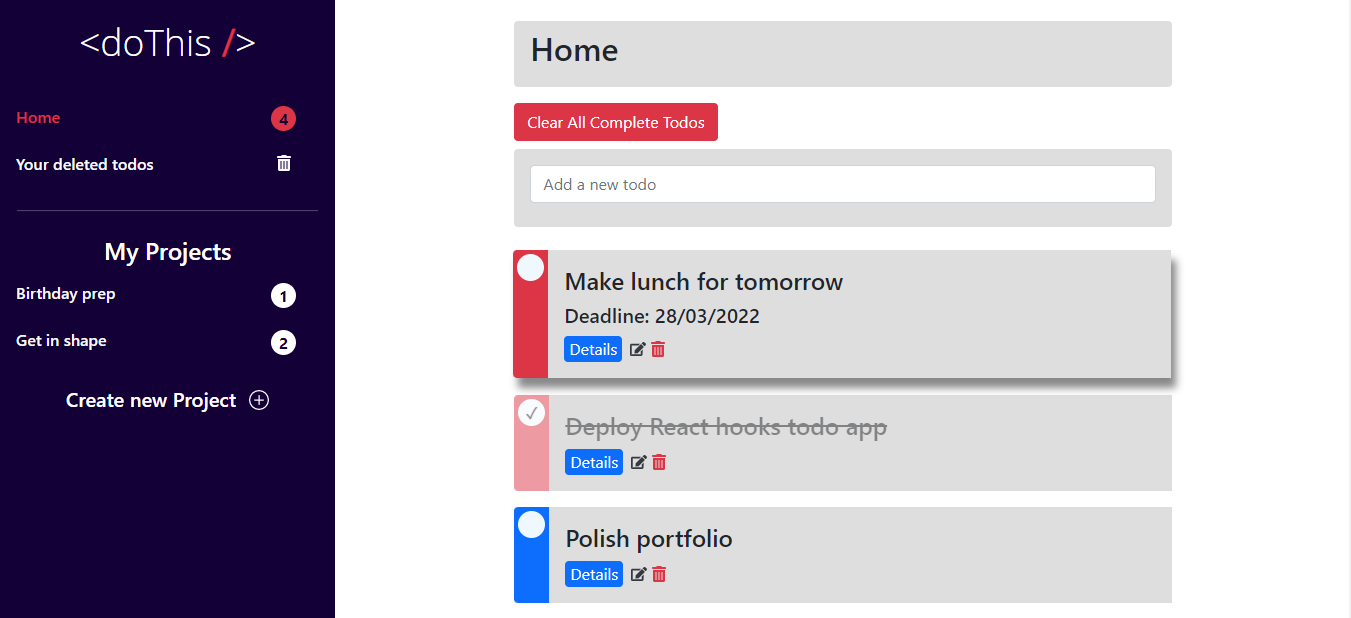 <doThis />
Home 4
Your deleted todos
My Projects
Birthday prep 1
Get in shape 2
Create new Project
Home
Clear All Complete Todos
Add a new todo
Make lunch for tomorrow
Deadline: 28/03/2022
Details
Deploy React hooks todo app
Details
Polish portfolio
Details